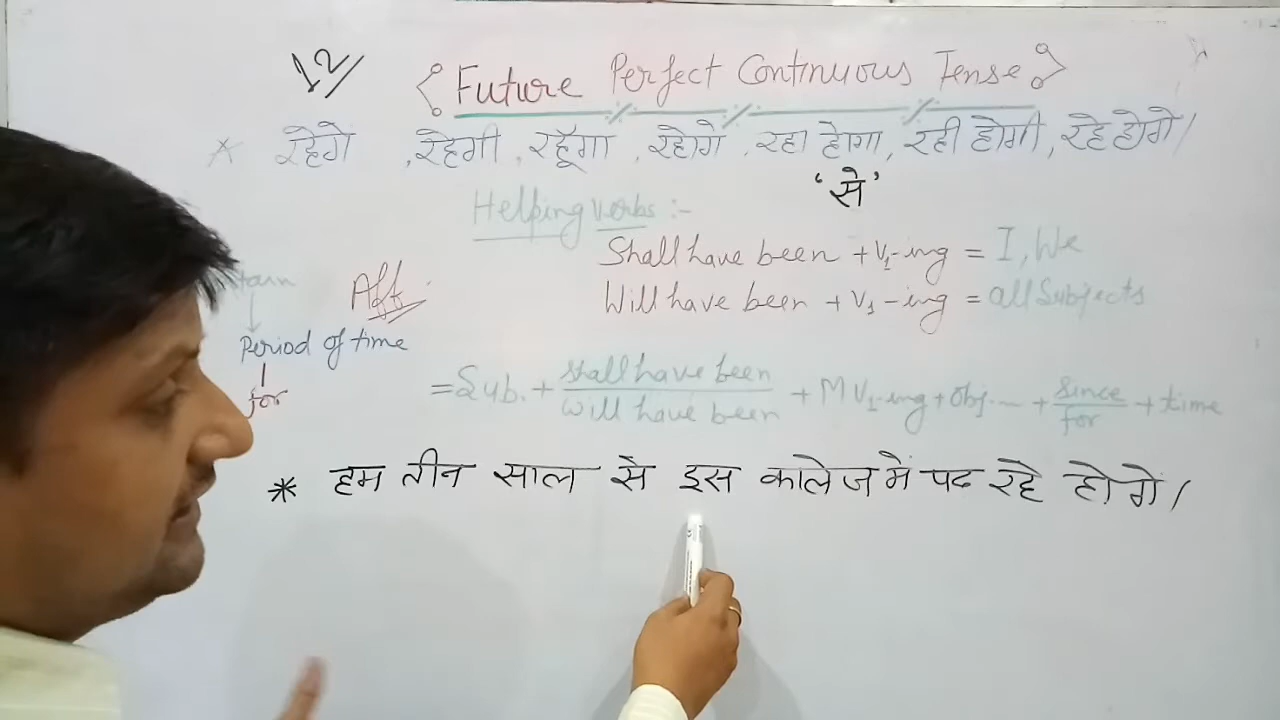 12/ {Future Perfect Continuous Tense}
* रहेगे , रहेगी , रहूँगा , रहोगे , रहा होगा, रही होगी, रहे होगे।
‘से’
Helping verbs :-
Shall have been + V1-ing = I, We
Will have been + V1-ing = all Subjects
Aff.
Period of time
for
= Sub. + shall have been / will have been + M V1-ing + Obj... + since / for + time
* हम तीन साल से इस कालेज में पढ रहे होगे।